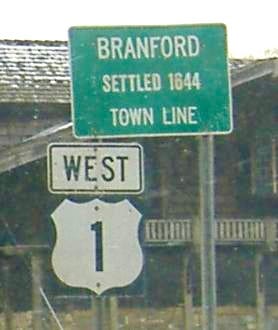 BRANFORD
SETTLED 1644
TOWN LINE
WEST
1